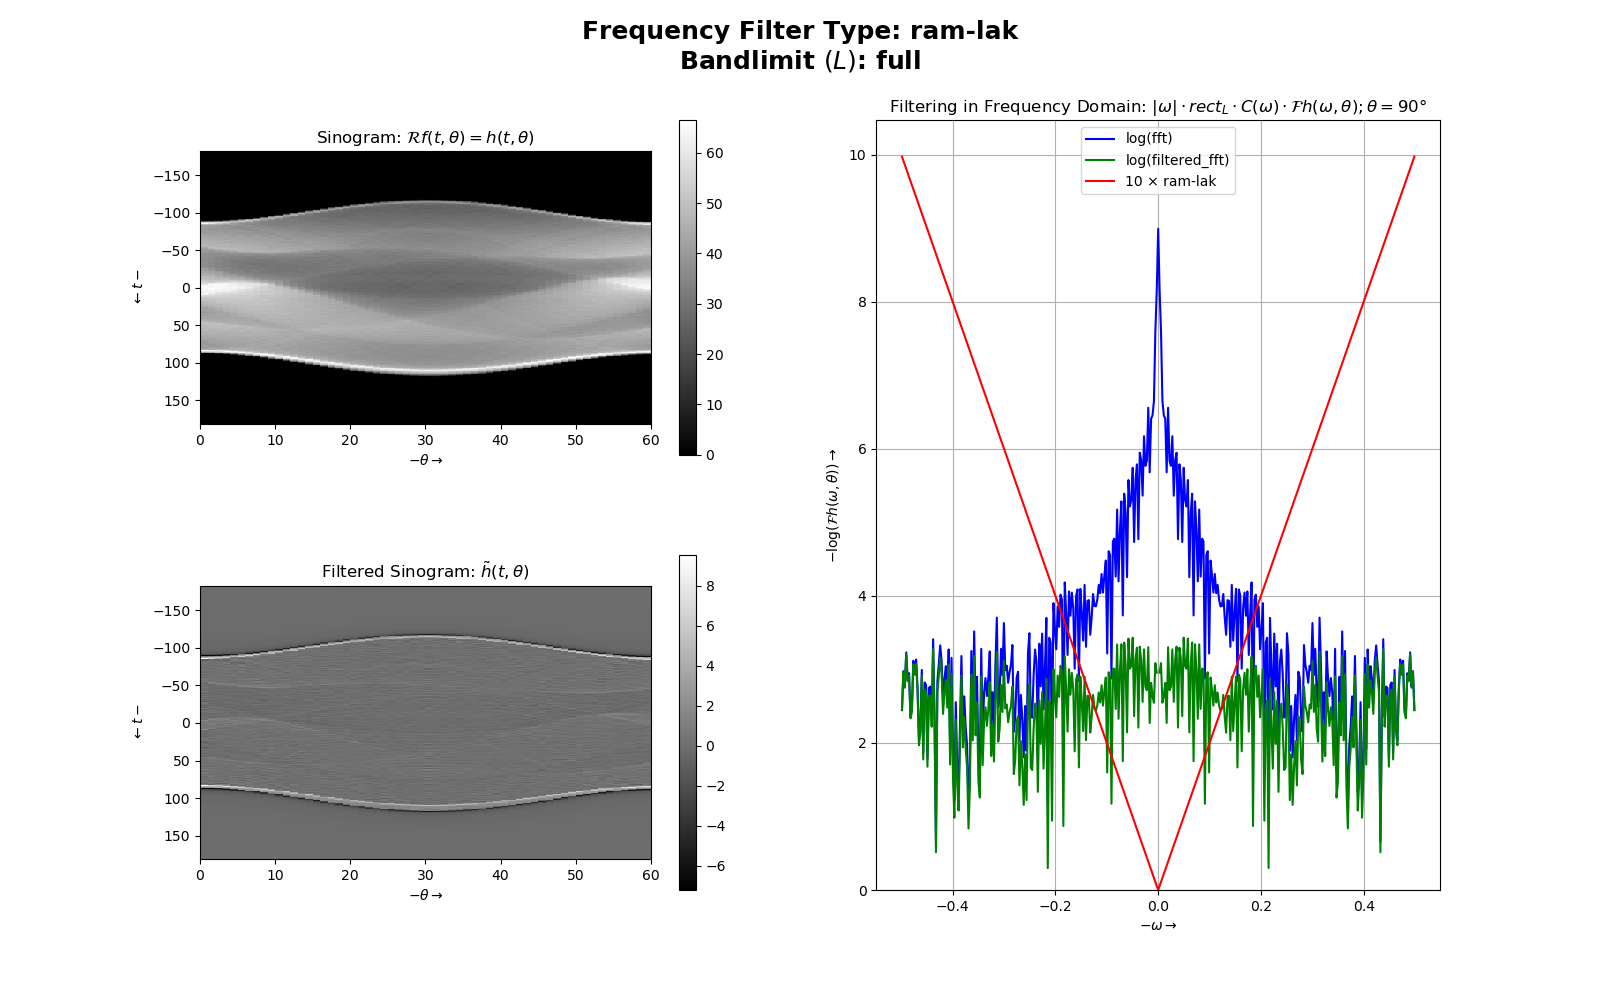 Frequency Filter Type: ram-lak
Bandlimit (L): full
Sinogram: ℛf(t, θ) = h(t, θ)
−150
−100
−50
0
50
100
150
←t−
0 10 20 30 40 50 60
−θ→
60
50
40
30
20
10
0
Filtered Sinogram: h̃(t, θ)
−150
−100
−50
0
50
100
150
←t−
0 10 20 30 40 50 60
−θ→
8
6
4
2
0
−2
−4
−6
Filtering in Frequency Domain: |ω| · rect_L · C(ω) · ℱh(ω, θ); θ = 90°
log(fft)
log(filtered_fft)
10 × ram-lak
10
8
6
4
2
0
−log(ℱh(ω, θ))→
−0.4 −0.2 0.0 0.2 0.4
−ω→